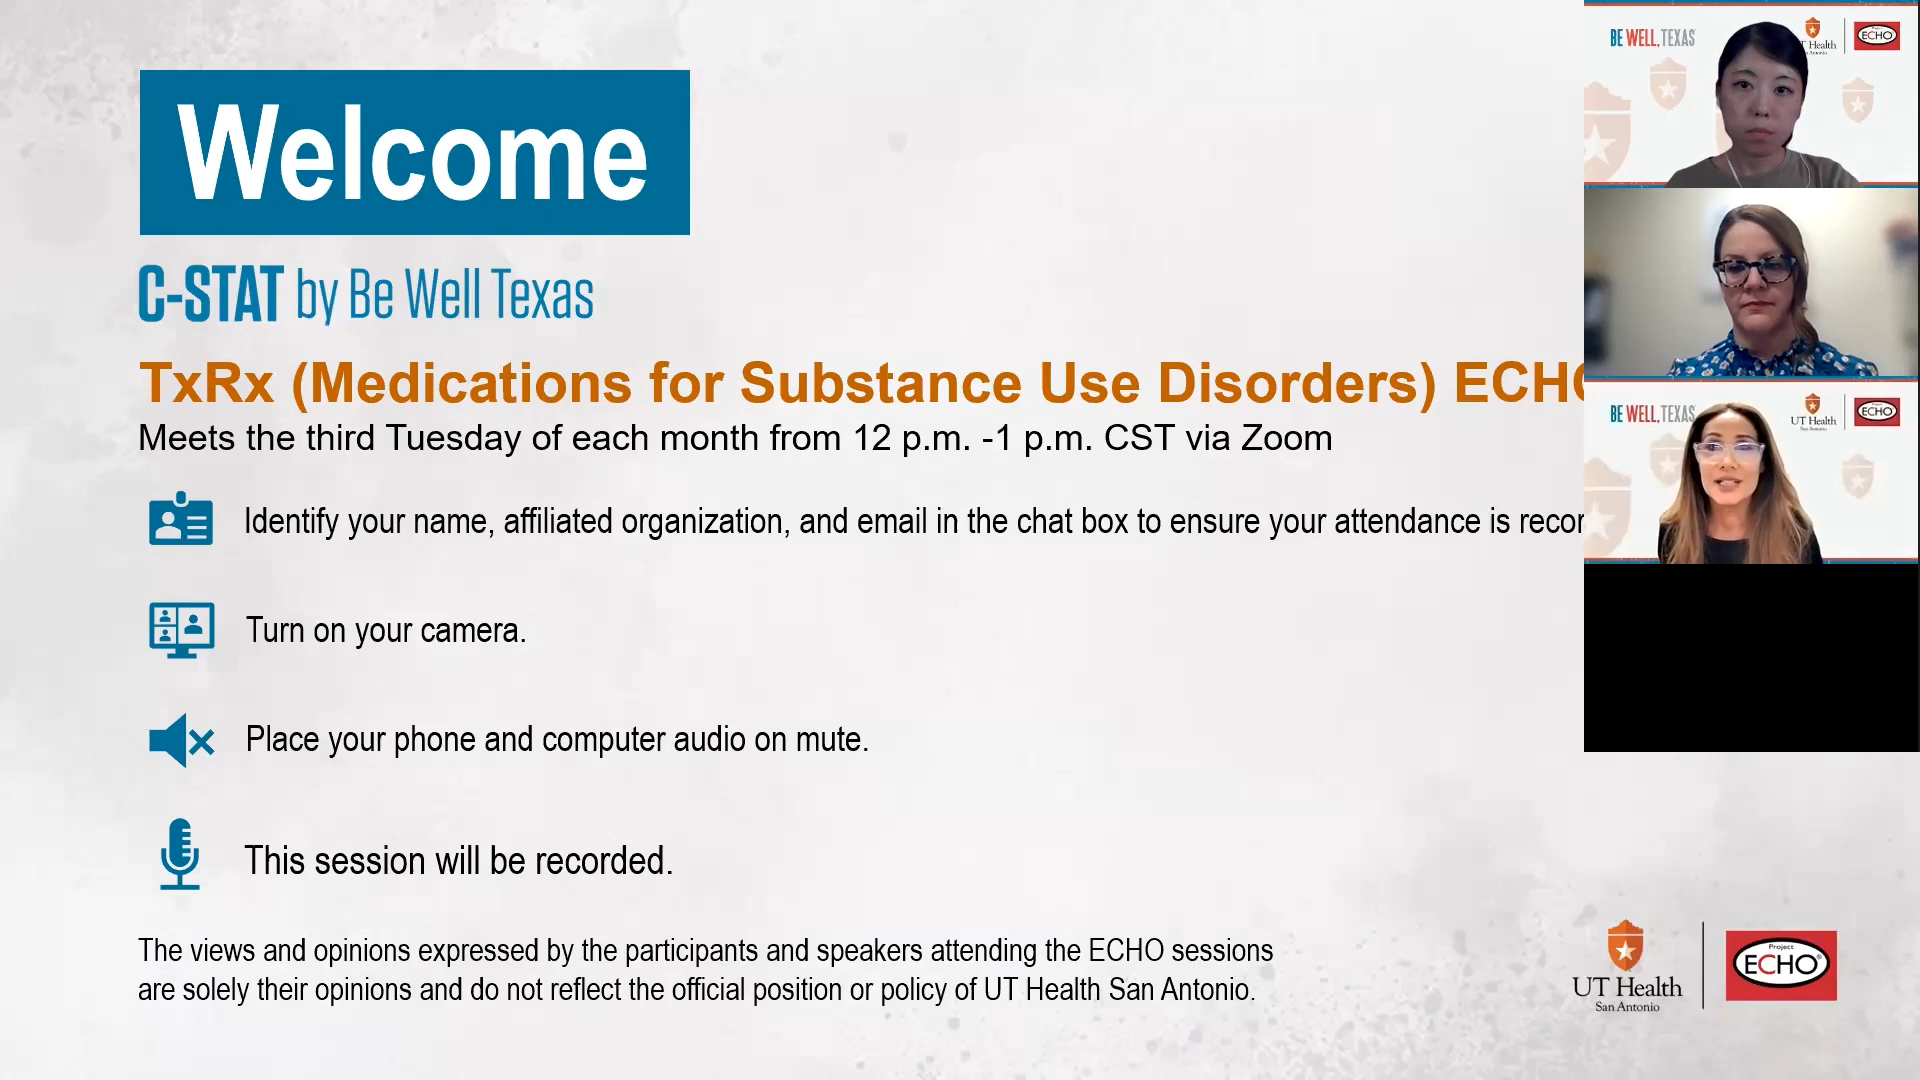 Welcome
C-STAT by Be Well Texas
TxRx (Medications for Substance Use Disorders) ECHO
Meets the third Tuesday of each month from 12 p.m. -1 p.m. CST via Zoom
Identify your name, affiliated organization, and email in the chat box to ensure your attendance is recor
Turn on your camera.
Place your phone and computer audio on mute.
This session will be recorded.
The views and opinions expressed by the participants and speakers attending the ECHO sessions
are solely their opinions and do not reflect the official position or policy of UT Health San Antonio.
UT Health
San Antonio
Project
ECHO®
BE WELL, TEXAS
T Health
ECHO
BE WELL, TEXAS
UT Health
San Antonio
ECHO